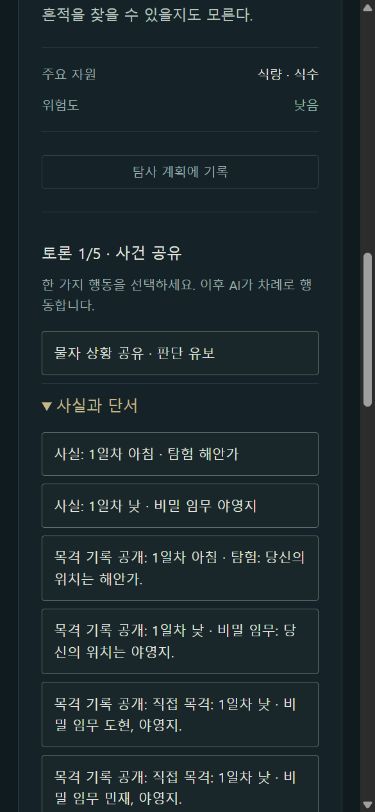 흔적을 찾을 수 있을지도 모른다.
주요 지원 식량 · 식수
위험도 낮음
탐사 계획에 기록
토론 1/5 · 사건 공유
한 가지 행동을 선택하세요. 이후 AI가 차례로 행
동합니다.
물자 상황 공유 · 판단 유보
▼ 사실과 단서
사실: 1일차 아침 · 탐험 해안가
사실: 1일차 낮 · 비밀 임무 야영지
목격 기록 공개: 1일차 아침 · 탐험: 당신의
위치는 해안가.
목격 기록 공개: 1일차 낮 · 비밀 임무: 당
신의 위치는 야영지.
목격 기록 공개: 직접 목격: 1일차 낮 · 비
밀 임무 도현, 야영지.
목격 기록 공개: 직접 목격: 1일차 낮 · 비
밀 임무 민재, 야영지.